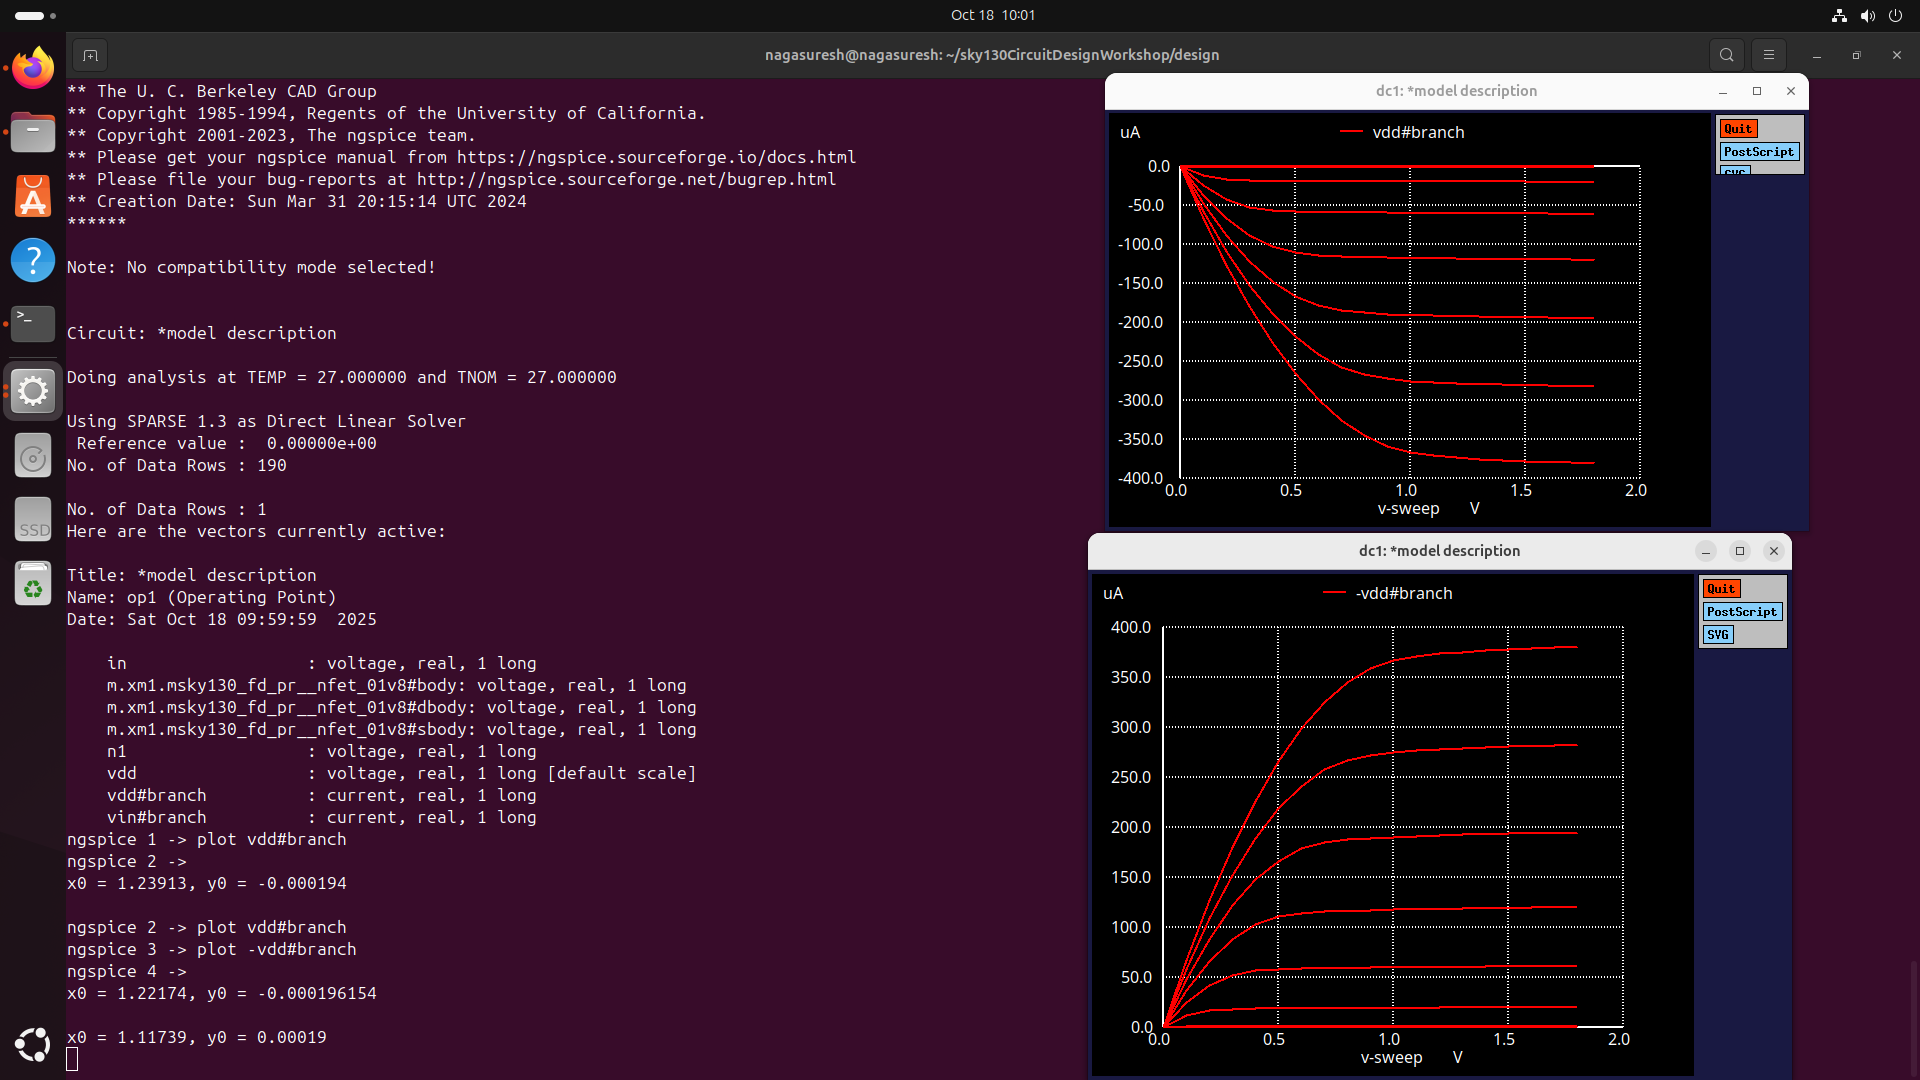 Oct 18 10:01
nagasuresh@nagasuresh: ~/sky130CircuitDesignWorkshop/design
** The U. C. Berkeley CAD Group
** Copyright 1985-1994, Regents of the University of California.
** Copyright 2001-2023, The ngspice team.
** Please get your ngspice manual from https://ngspice.sourceforge.io/docs.html
** Please file your bug-reports at http://ngspice.sourceforge.net/bugrep.html
** Creation Date: Sun Mar 31 20:15:14 UTC 2024
******
Note: No compatibility mode selected!
Circuit: *model description
Doing analysis at TEMP = 27.000000 and TNOM = 27.000000
Using SPARSE 1.3 as Direct Linear Solver
Reference value :  0.00000e+00
No. of Data Rows : 190
No. of Data Rows : 1
Here are the vectors currently active:
Title: *model description
Name: op1 (Operating Point)
Date: Sat Oct 18 09:59:59  2025
in                  : voltage, real, 1 long
m.xm1.msky130_fd_pr__nfet_01v8#body: voltage, real, 1 long
m.xm1.msky130_fd_pr__nfet_01v8#dbody: voltage, real, 1 long
m.xm1.msky130_fd_pr__nfet_01v8#sbody: voltage, real, 1 long
n1                  : voltage, real, 1 long
vdd                 : voltage, real, 1 long [default scale]
vdd#branch          : current, real, 1 long
vin#branch          : current, real, 1 long
ngspice 1 -> plot vdd#branch
ngspice 2 ->
x0 = 1.23913, y0 = -0.000194
ngspice 2 -> plot vdd#branch
ngspice 3 -> plot -vdd#branch
ngspice 4 ->
x0 = 1.22174, y0 = -0.000196154
x0 = 1.11739, y0 = 0.00019
SSD
dc1: *model description
uA
vdd#branch
Quit
PostScript
SVG
0.0
-50.0
-100.0
-150.0
-200.0
-250.0
-300.0
-350.0
-400.0
0.0 0.5 1.0 1.5 2.0
v-sweep V
dc1: *model description
uA
-vdd#branch
Quit
PostScript
SVG
400.0
350.0
300.0
250.0
200.0
150.0
100.0
50.0
0.0
0.0 0.5 1.0 1.5 2.0
v-sweep V